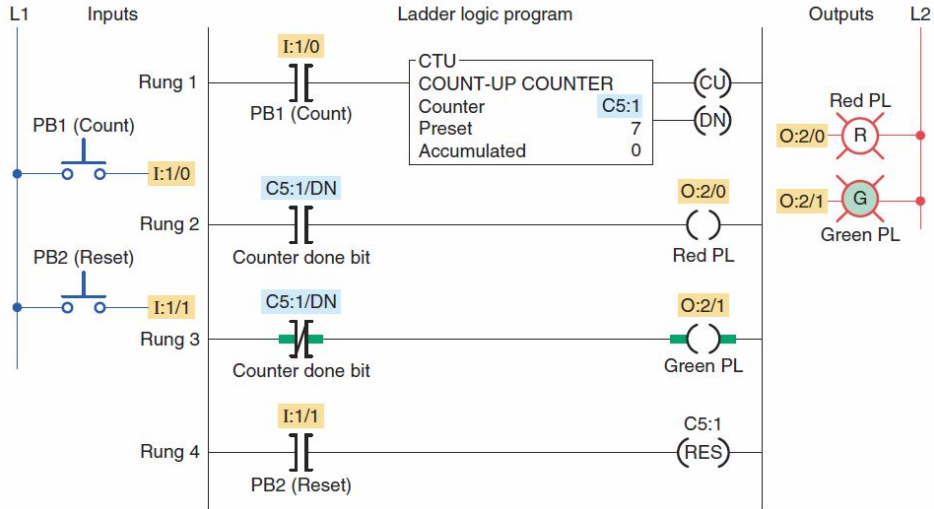 L1 Inputs Ladder logic program Outputs L2
I:1/0
Rung 1
PB1 (Count)
CTU
COUNT-UP COUNTER
Counter C5:1
Preset 7
Accumulated 0
CU
DN
PB1 (Count)
I:1/0
Red PL
O:2/0 R
O:2/1 G
Green PL
C5:1/DN O:2/0
Rung 2
Counter done bit Red PL
PB2 (Reset)
I:1/1
C5:1/DN O:2/1
Rung 3
Counter done bit Green PL
I:1/1 C5:1
Rung 4 RES
PB2 (Reset)